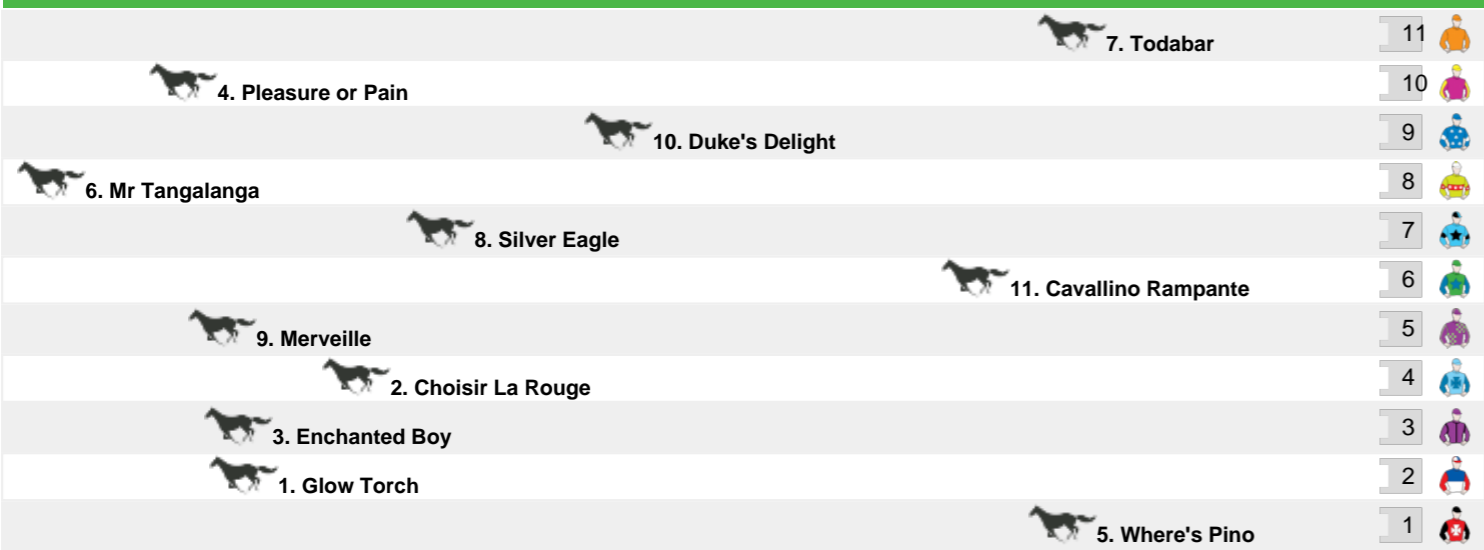 7. Todabar 11
4. Pleasure or Pain 10
10. Duke's Delight 9
6. Mr Tangalanga 8
8. Silver Eagle 7
11. Cavallino Rampante 6
9. Merveille 5
2. Choisir La Rouge 4
3. Enchanted Boy 3
1. Glow Torch 2
5. Where's Pino 1